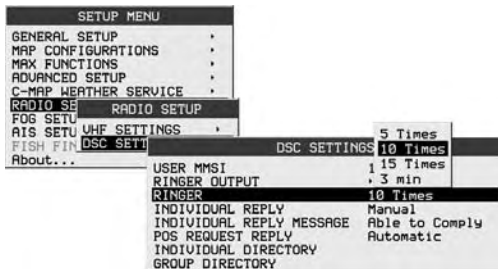 SETUP MENU
GENERAL SETUP
MAP CONFIGURATIONS
MAX FUNCTIONS
ADVANCED SETUP
C-MAP WEATHER SERVICE
RADIO SE
FOG SETU
AIS SETU
FISH FIN
About...
RADIO SETUP
VHF SETTINGS
DSC SETT
DSC SETTINGS
USER MMSI 1
RINGER OUTPUT
RINGER 10 Times
INDIVIDUAL REPLY Manual
INDIVIDUAL REPLY MESSAGE Able to Comply
POS REQUEST REPLY Automatic
INDIVIDUAL DIRECTORY
GROUP DIRECTORY
5 Times
10 Times
15 Times
3 min